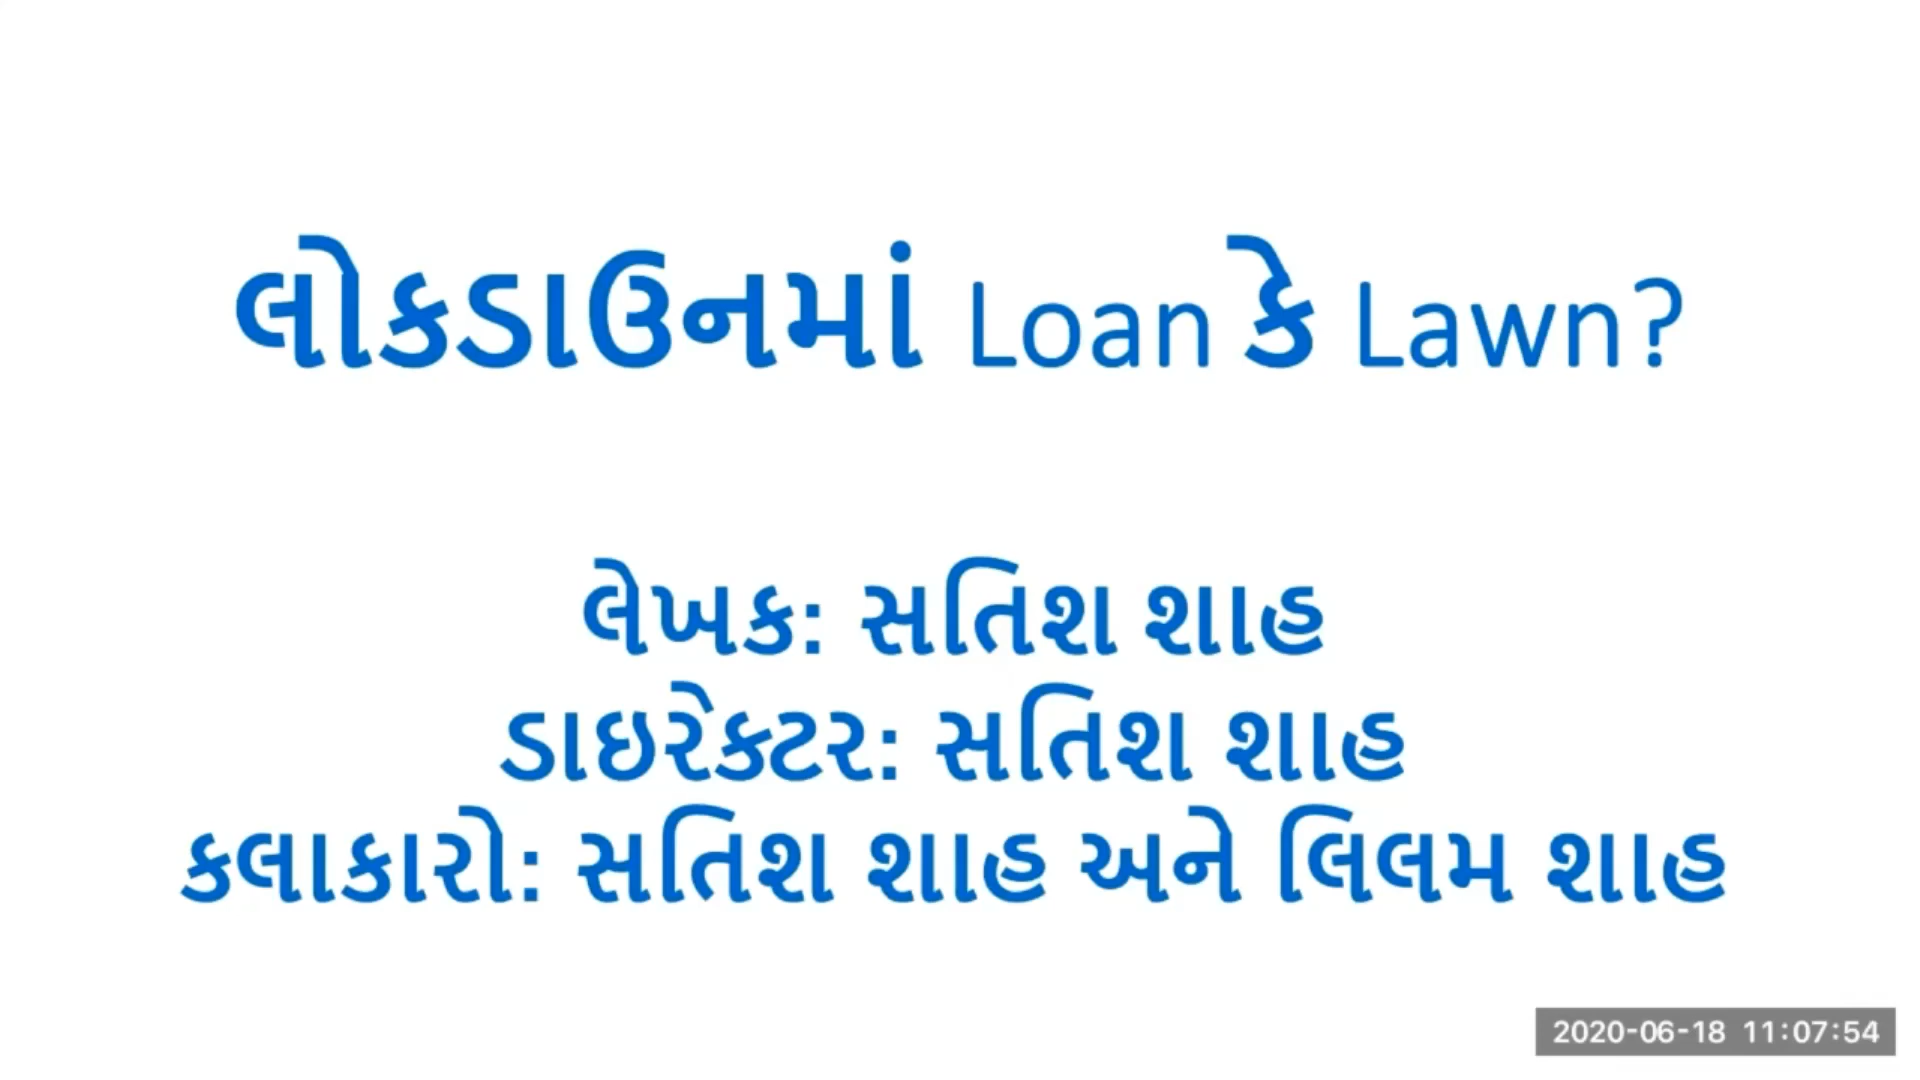 લોકડાઉનમાં Loan કે Lawn?
લેખક: સતિશ શાહ
ડાઇરેક્ટર: સતિશ શાહ
કલાકારો: સતિશ શાહ અને લિલમ શાહ
2020-06-18 11:07:54